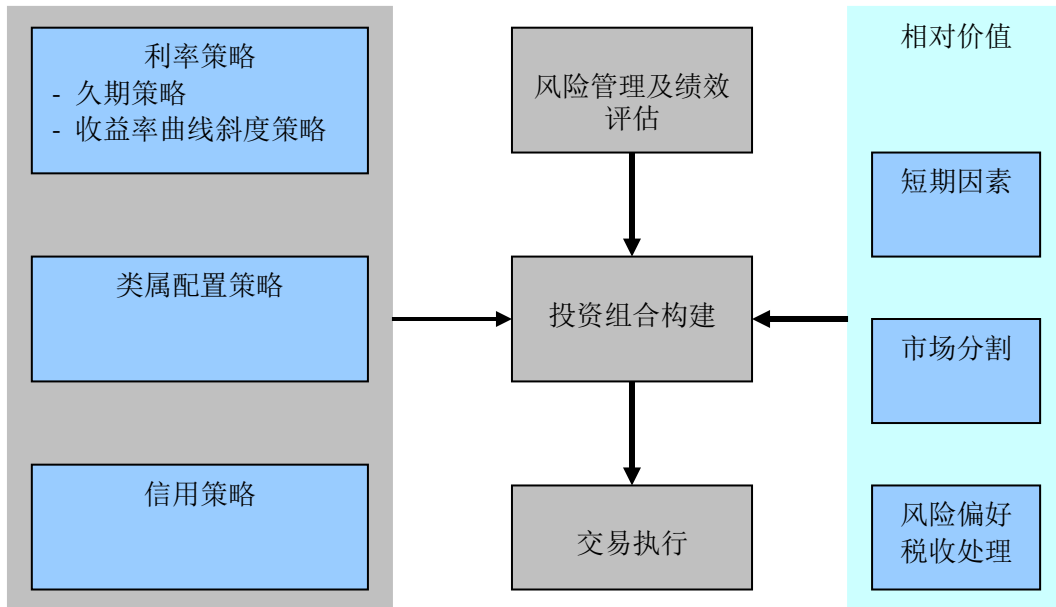 利率策略
- 久期策略
- 收益率曲线斜度策略
类属配置策略
信用策略
风险管理及绩效
评估
投资组合构建
交易执行
相对价值
短期因素
市场分割
风险偏好
税收处理